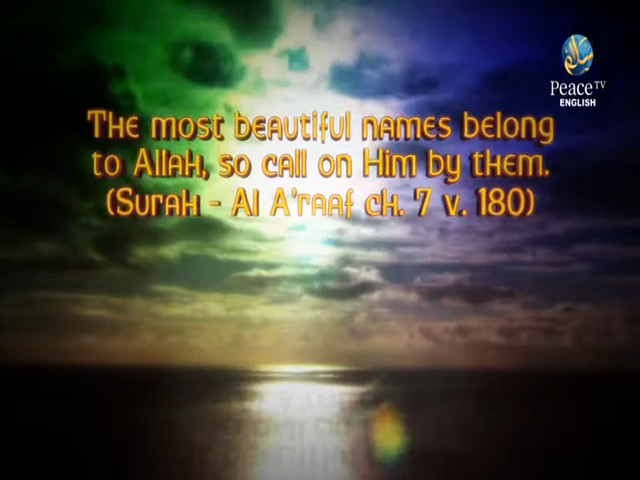 Peace TV
ENGLISH
The most beautiful names belong
to Allah, so call on Him by them.
(Surah - Al A'raaf ch. 7 v. 180)